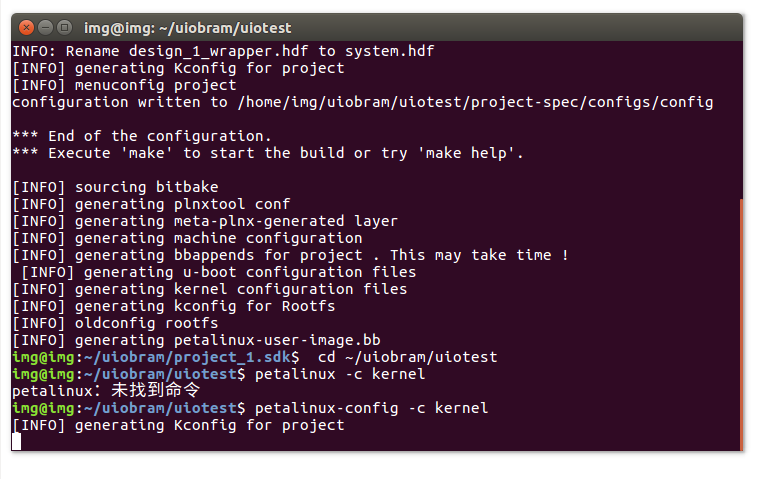 img@img: ~/uiobram/uiotest
INFO: Rename design_1_wrapper.hdf to system.hdf
[INFO] generating Kconfig for project
[INFO] menuconfig project
configuration written to /home/img/uiobram/uiotest/project-spec/configs/config
*** End of the configuration.
*** Execute 'make' to start the build or try 'make help'.
[INFO] sourcing bitbake
[INFO] generating plnxtool conf
[INFO] generating meta-plnx-generated layer
[INFO] generating machine configuration
[INFO] generating bbappends for project . This may take time !
[INFO] generating u-boot configuration files
[INFO] generating kernel configuration files
[INFO] generating kconfig for Rootfs
[INFO] oldconfig rootfs
[INFO] generating petalinux-user-image.bb
img@img:~/uiobram/project_1.sdk$  cd ~/uiobram/uiotest
img@img:~/uiobram/uiotest$ petalinux -c kernel
petalinux：未找到命令
img@img:~/uiobram/uiotest$ petalinux-config -c kernel
[INFO] generating Kconfig for project